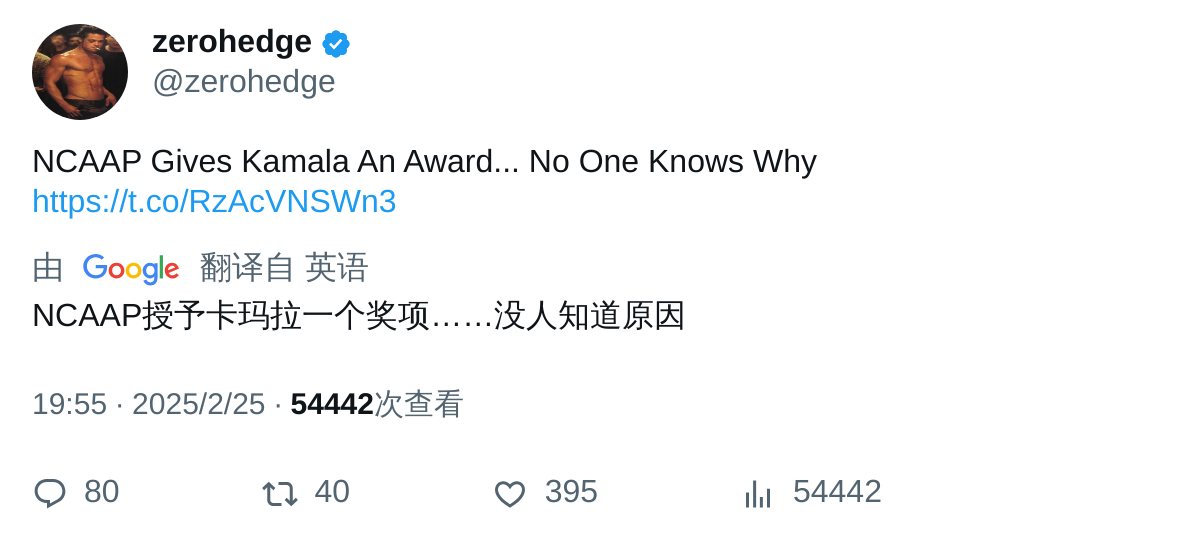 zerohedge
@zerohedge
NCAAP Gives Kamala An Award... No One Knows Why
https://t.co/RzAcVNSWn3
由 Google 翻译自 英语
NCAAP授予卡玛拉一个奖项……没人知道原因
19:55 · 2025/2/25 · 54442次查看
80 40 395 54442